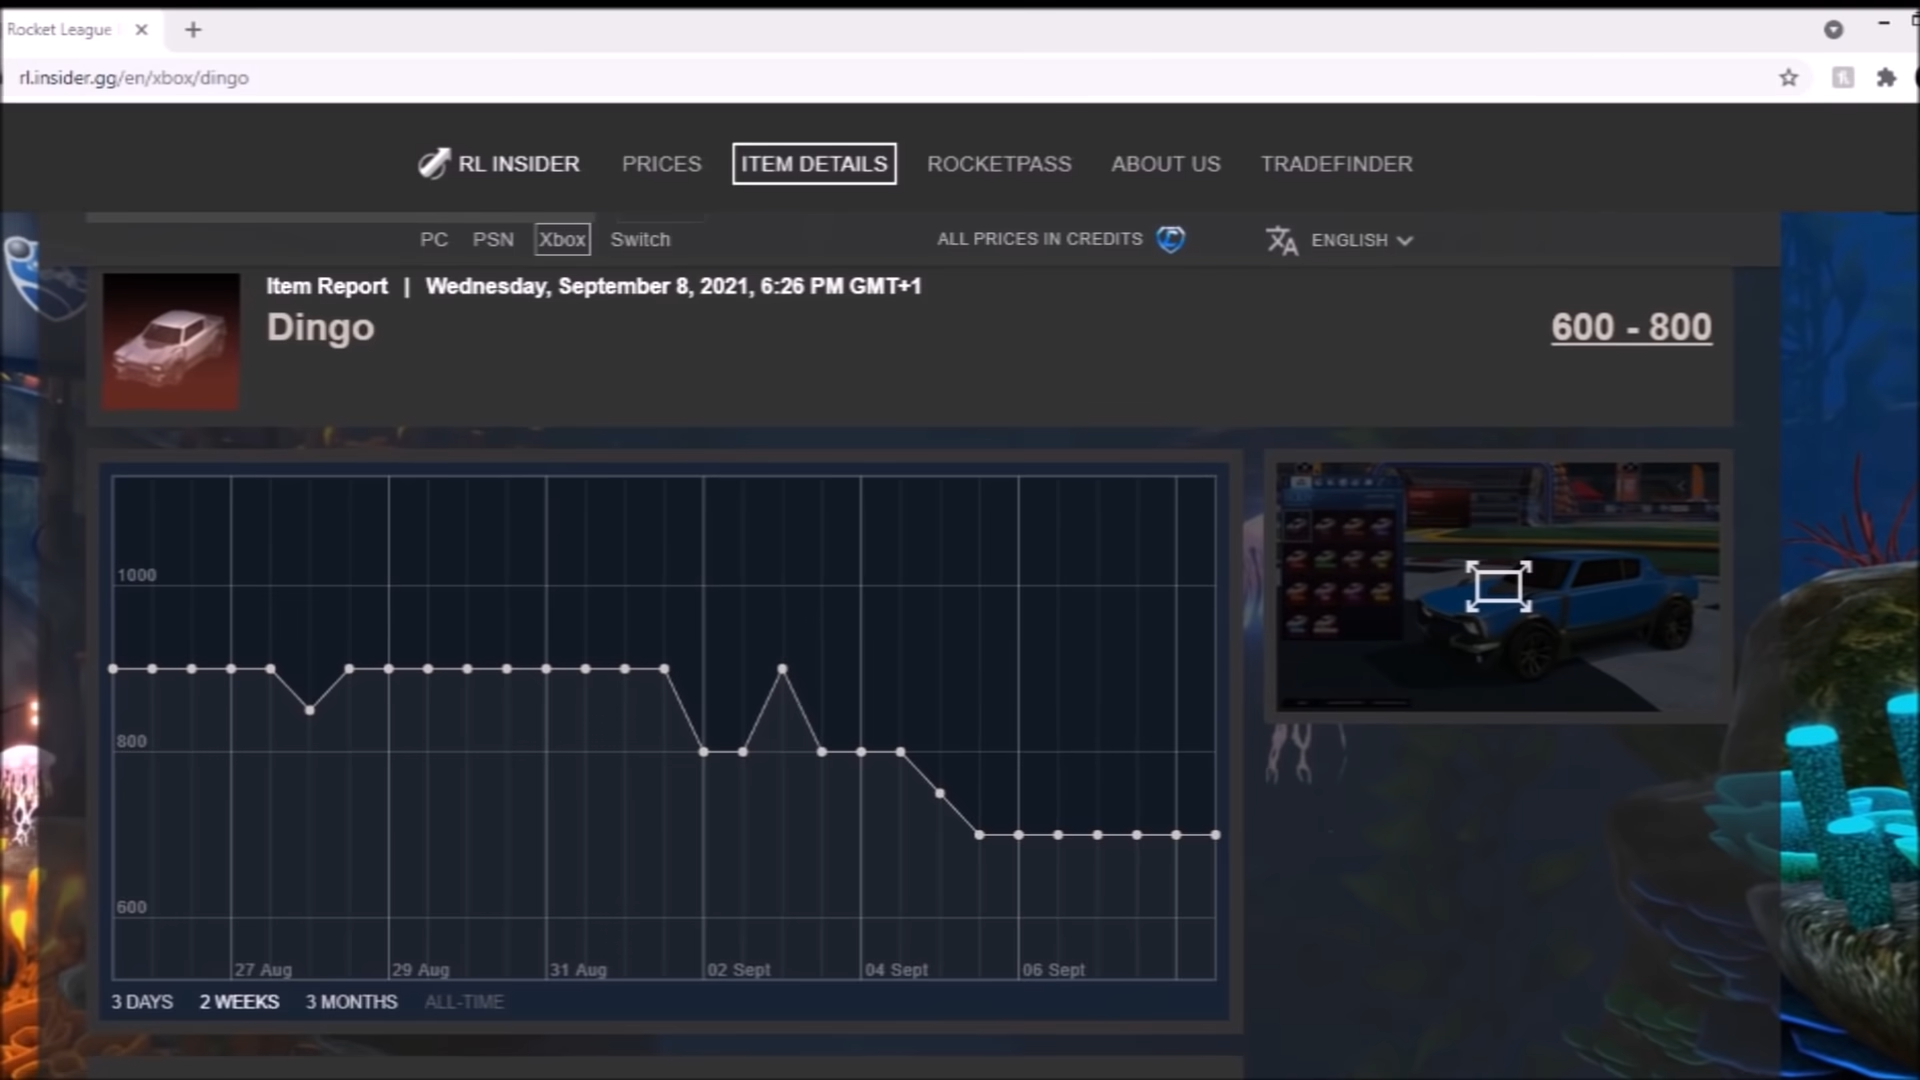 Rocket League
rl.insider.gg/en/xbox/dingo
RL INSIDER PRICES ITEM DETAILS ROCKETPASS ABOUT US TRADEFINDER
PC PSN Xbox Switch ALL PRICES IN CREDITS ENGLISH
Item Report | Wednesday, September 8, 2021, 6:26 PM GMT+1
Dingo
600 - 800
1000
800
600
27 Aug 29 Aug 31 Aug 02 Sept 04 Sept 06 Sept
3 DAYS 2 WEEKS 3 MONTHS ALL-TIME